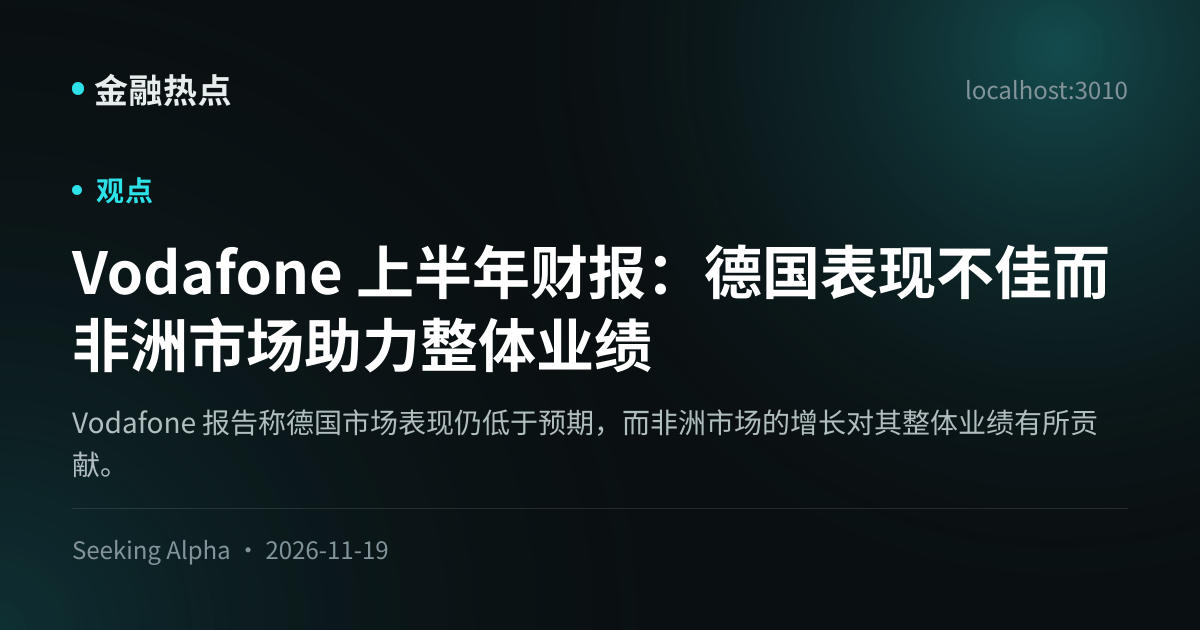 金融热点
localhost:3010
观点
Vodafone 上半年财报：德国表现不佳而
非洲市场助力整体业绩
Vodafone 报告称德国市场表现仍低于预期，而非洲市场的增长对其整体业绩有所贡
献。
Seeking Alpha · 2026-11-19